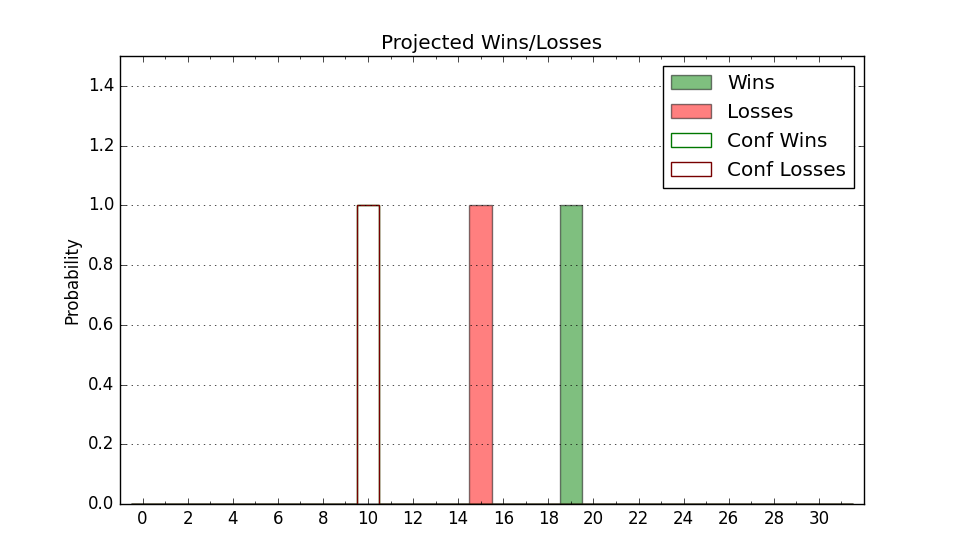 Projected Wins/Losses
Wins
Losses
Conf Wins
Conf Losses
Probability
1.4
1.2
1.0
0.8
0.6
0.4
0.2
0.0
0 2 4 6 8 10 12 14 16 18 20 22 24 26 28 30